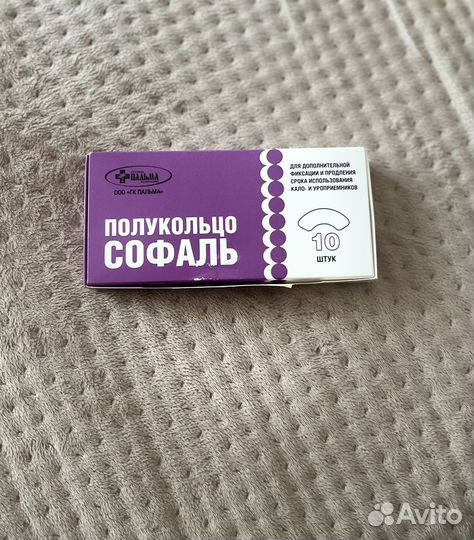 ПАЛЬМА
ООО «ГК ПАЛЬМА»
ПОЛУКОЛЬЦО
СОФАЛЬ
ДЛЯ ДОПОЛНИТЕЛЬНОЙ
ФИКСАЦИИ И ПРОДЛЕНИЯ
СРОКА ИСПОЛЬЗОВАНИЯ
КАЛО- И УРОПРИЕМНИКОВ
10
ШТУК
Avito